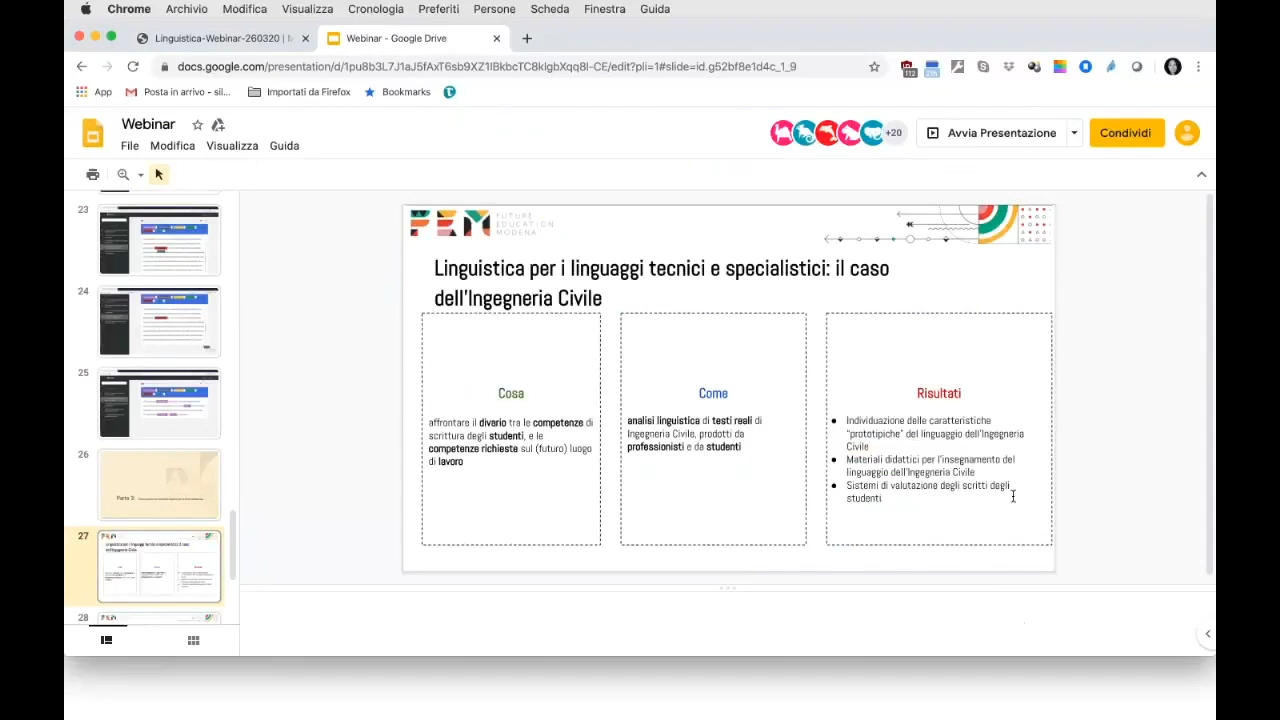 Chrome Archivio Modifica Visualizza Cronologia Preferiti Persone Scheda Finestra Guida
Linguistica-Webinar-260320 |
Webinar - Google Drive
docs.google.com/presentation/d/1pu8b3L7J1aJ5fAxT6sb9XZ1lBkbcTC8klgbXqq8l-CE/edit?pli=1#slide=id.g52bf8e1d4c_1_9
App Posta in arrivo - sil... Importati da Firefox Bookmarks
Webinar
+20
Avvia Presentazione
Condividi
File Modifica Visualizza Guida
23
24
25
26
Parte 3:
27
28
FEM
FUTURE
EDUCATION
MODENA
Linguistica per i linguaggi tecnici e specialistici: il caso
dell'Ingegneria Civile
Cosa
affrontare il divario tra le competenze di
scrittura degli studenti, e le
competenze richieste sul (futuro) luogo
di lavoro
Come
analisi linguistica di testi reali di
Ingegneria Civile, prodotti da
professionisti e da studenti
Risultati
● Individuazione delle caratteristiche
"prototipiche" del linguaggio dell'Ingegneria
Civile
● Materiali didattici per l'insegnamento del
linguaggio dell'Ingegneria Civile
● Sistemi di valutazione degli scritti degli
studenti